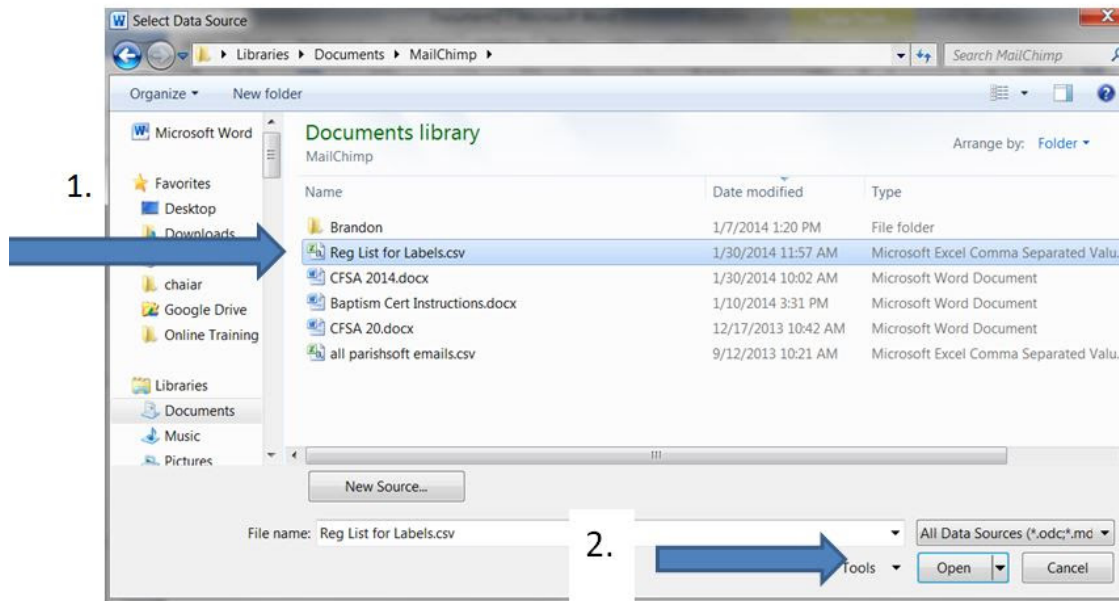 Select Data Source
Libraries Documents MailChimp
Search MailChimp
Organize New folder
Microsoft Word
Documents library
MailChimp
Arrange by: Folder
1.
Favorites
Name Date modified Type
Desktop
Downloads
Brandon 1/7/2014 1:20 PM File folder
Reg List for Labels.csv 1/30/2014 11:57 AM Microsoft Excel Comma Separated Valu
chaiar
CFSA 2014.docx 1/30/2014 10:02 AM Microsoft Word Document
Google Drive
Baptism Cert Instructions.docx 1/10/2014 3:31 PM Microsoft Word Document
Online Training
CFSA 20.docx 12/17/2013 10:42 AM Microsoft Word Document
all parishsoft emails.csv 9/12/2013 10:21 AM Microsoft Excel Comma Separated Valu
Libraries
Documents
Music
Pictures
New Source...
File name: Reg List for Labels.csv
All Data Sources (*.odc;*.md
2.
Tools
Open
Cancel